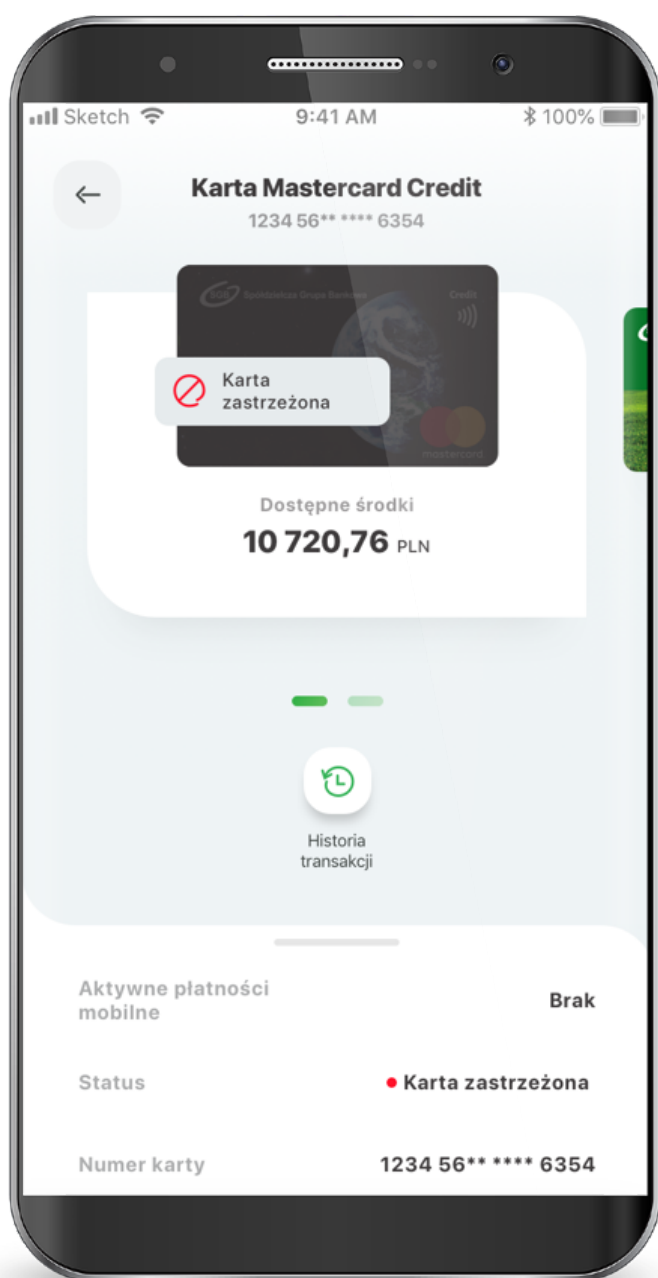 Sketch 9:41 AM 100%
Karta Mastercard Credit
1234 56** **** 6354
SGB Spółdzielcza Grupa Bankowa Credit
Karta
zastrzeżona
mastercard
Dostępne środki
10 720,76 PLN
Historia
transakcji
Aktywne płatności
mobilne
Brak
Status Karta zastrzeżona
Numer karty 1234 56** **** 6354